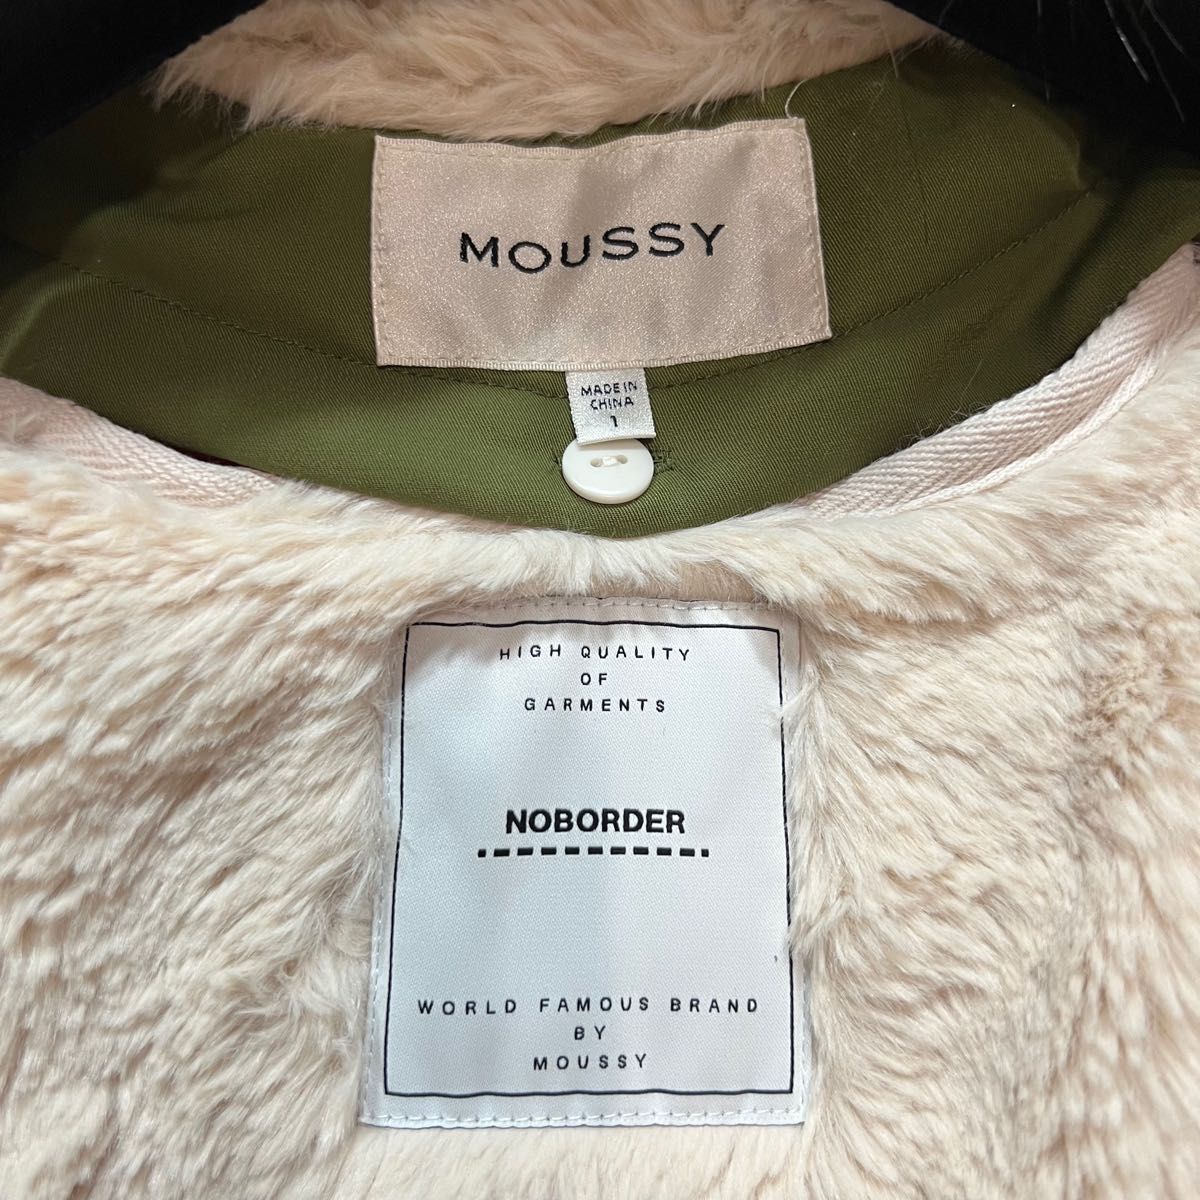 MOUSSY
MADE IN
CHINA
1
HIGH QUALITY
OF
GARMENTS
NOBORDER
WORLD FAMOUS BRAND
BY
MOUSSY